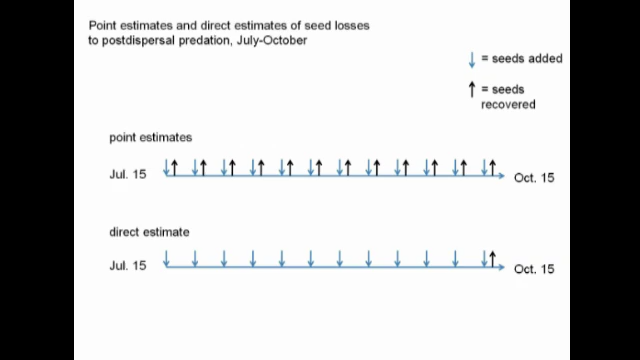 Point estimates and direct estimates of seed losses
to postdispersal predation, July-October
= seeds added
= seeds
recovered
point estimates
Jul. 15
Oct. 15
direct estimate
Jul. 15
Oct. 15